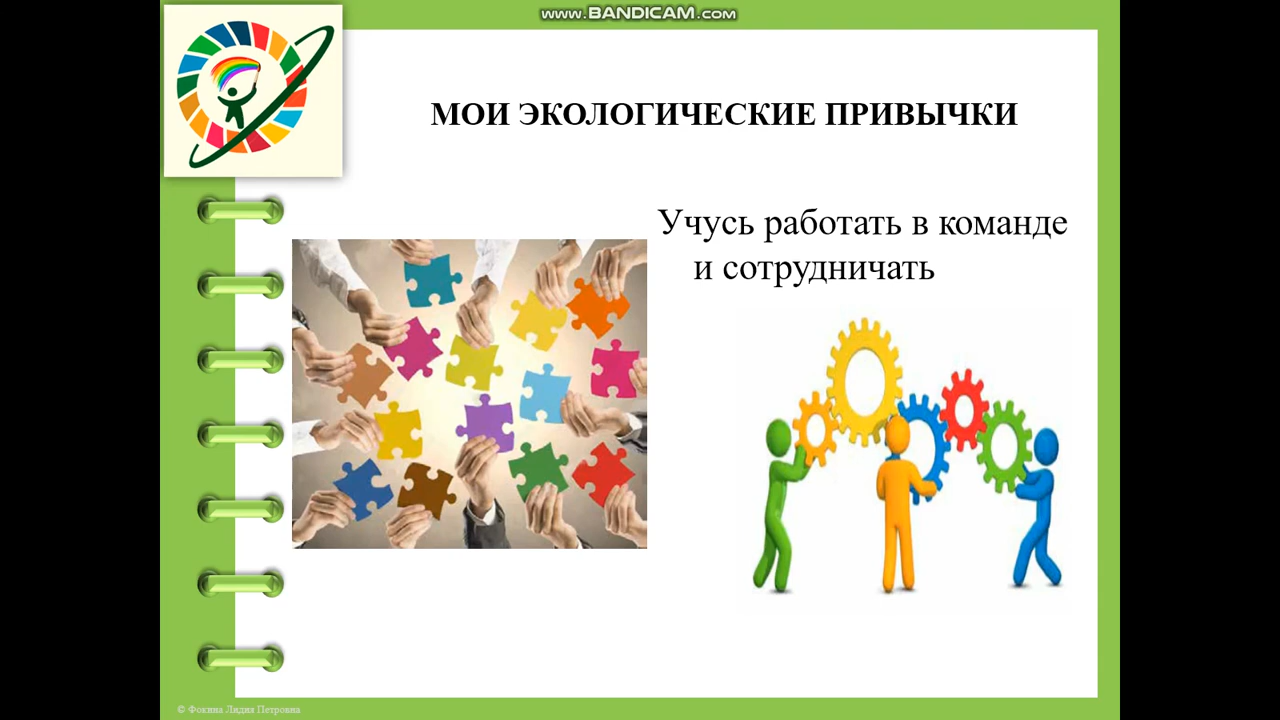 www.BANDICAM.com
МОИ ЭКОЛОГИЧЕСКИЕ ПРИВЫЧКИ
Учусь работать в команде
и сотрудничать
© Фокина Лидия Петровна